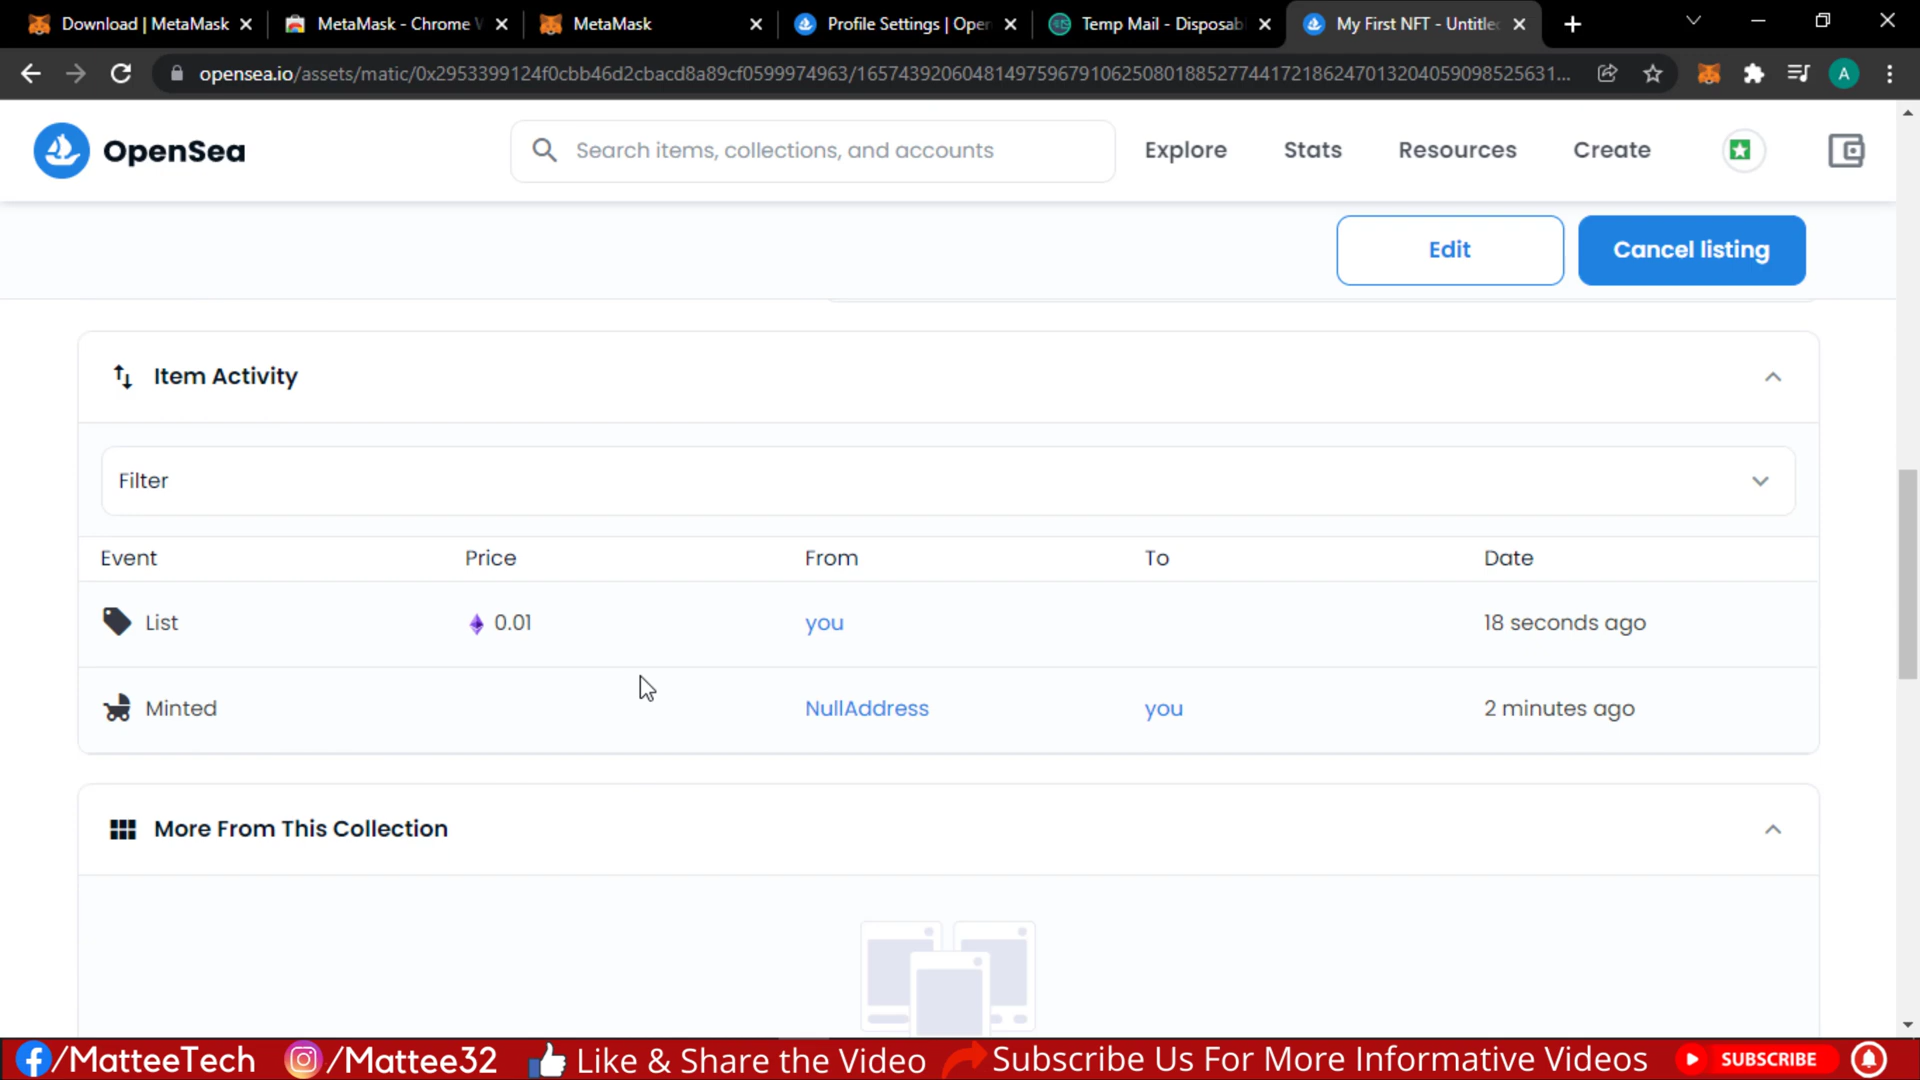 Download | MetaMask
MetaMask - Chrome
MetaMask
Profile Settings | Open
Temp Mail - Disposab
My First NFT - Untitle
opensea.io/assets/matic/0x2953399124f0cbb46d2cbacd8a89cf0599974963/16574392060481497596791062508018852774417218624701320405909852563​1...
A
OpenSea
Search items, collections, and accounts
Explore
Stats
Resources
Create
Edit
Cancel listing
Item Activity
Filter
Event Price From To Date
List 0.01 you 18 seconds ago
Minted NullAddress you 2 minutes ago
More From This Collection
/MatteeTech /Mattee32 Like & Share the Video Subscribe Us For More Informative Videos SUBSCRIBE